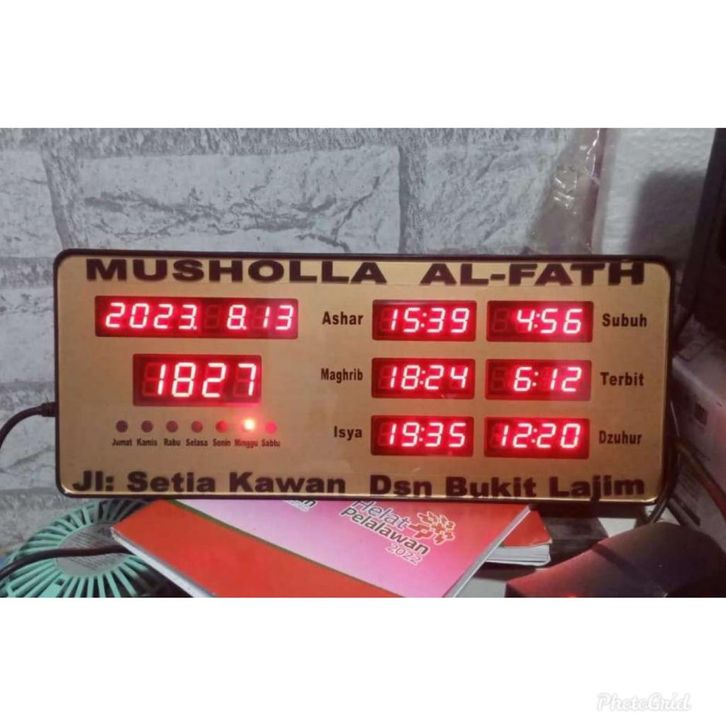 MUSHOLLA AL-FATH
2023. 8.13
Ashar 15:39 4:56 Subuh
1827
Maghrib 18:24 6:12 Terbit
Jumat Kamis Rabu Selasa Senin Minggu Sabtu
Isya 19:35 12:20 Dzuhur
Jl: Setia Kawan Dsn Bukit Lajim
Helat
Pelalawan
2022
PhotoGrid